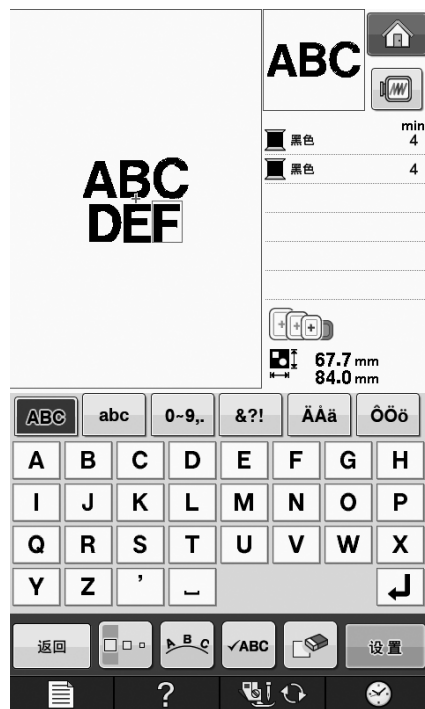 ABC
min
黑色 4
黑色 4
ABC
DEF
67.7 mm
84.0 mm
ABC abc 0~9,. &?! ÄÅä ÔÖö
A B C D E F G H
I J K L M N O P
Q R S T U V W X
Y Z ’ ⎵
返回 A B C ✓ABC 设置
?